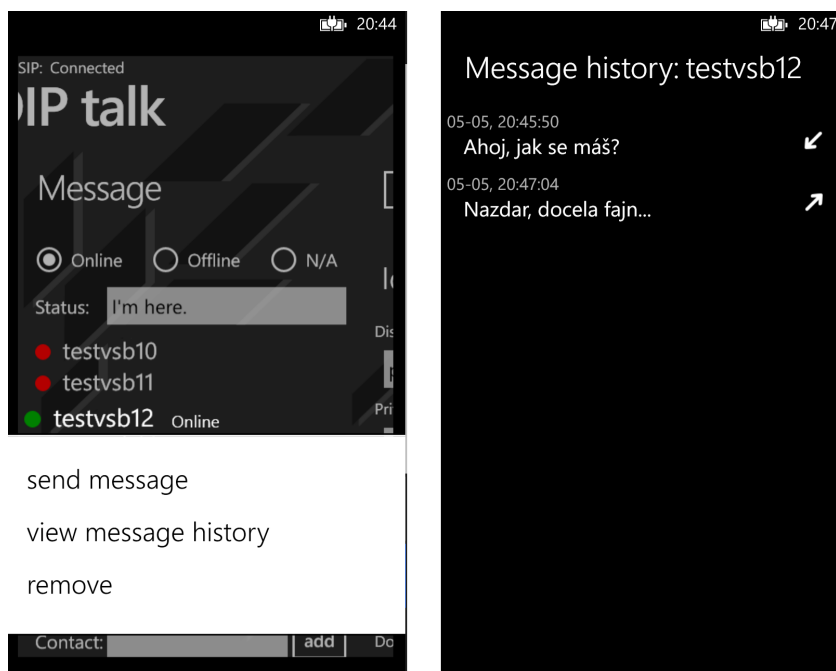 20:44
SIP: Connected
IP talk
Message
Online Offline N/A
Status: I'm here.
testvsb10
testvsb11
testvsb12 Online
send message
view message history
remove
Contact: add
20:47
Message history: testvsb12
05-05, 20:45:50
Ahoj, jak se máš?
05-05, 20:47:04
Nazdar, docela fajn...